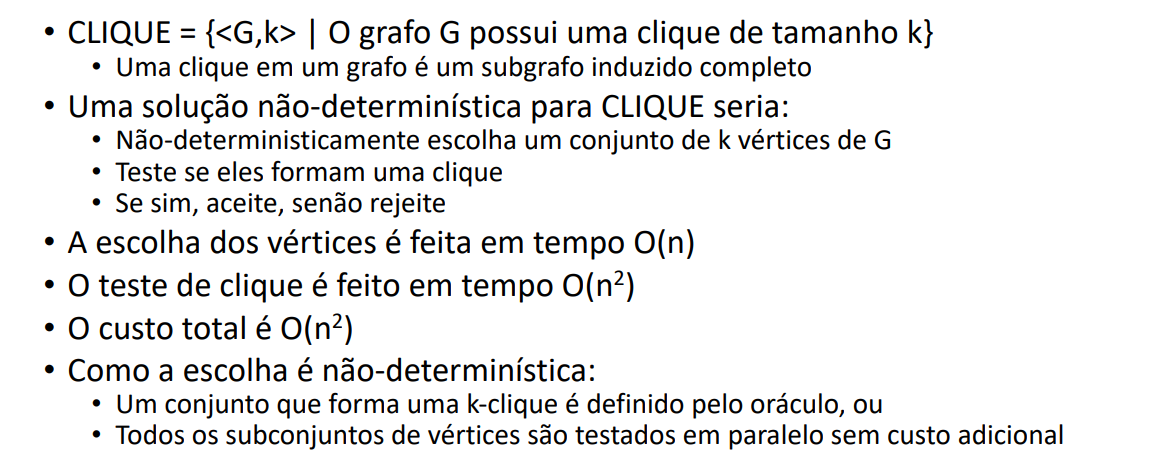 • CLIQUE = {<G,k> | O grafo G possui uma clique de tamanho k}
• Uma clique em um grafo é um subgrafo induzido completo
• Uma solução não-determinística para CLIQUE seria:
• Não-deterministicamente escolha um conjunto de k vértices de G
• Teste se eles formam uma clique
• Se sim, aceite, senão rejeite
• A escolha dos vértices é feita em tempo O(n)
• O teste de clique é feito em tempo O(n²)
• O custo total é O(n²)
• Como a escolha é não-determinística:
• Um conjunto que forma uma k-clique é definido pelo oráculo, ou
• Todos os subconjuntos de vértices são testados em paralelo sem custo adicional